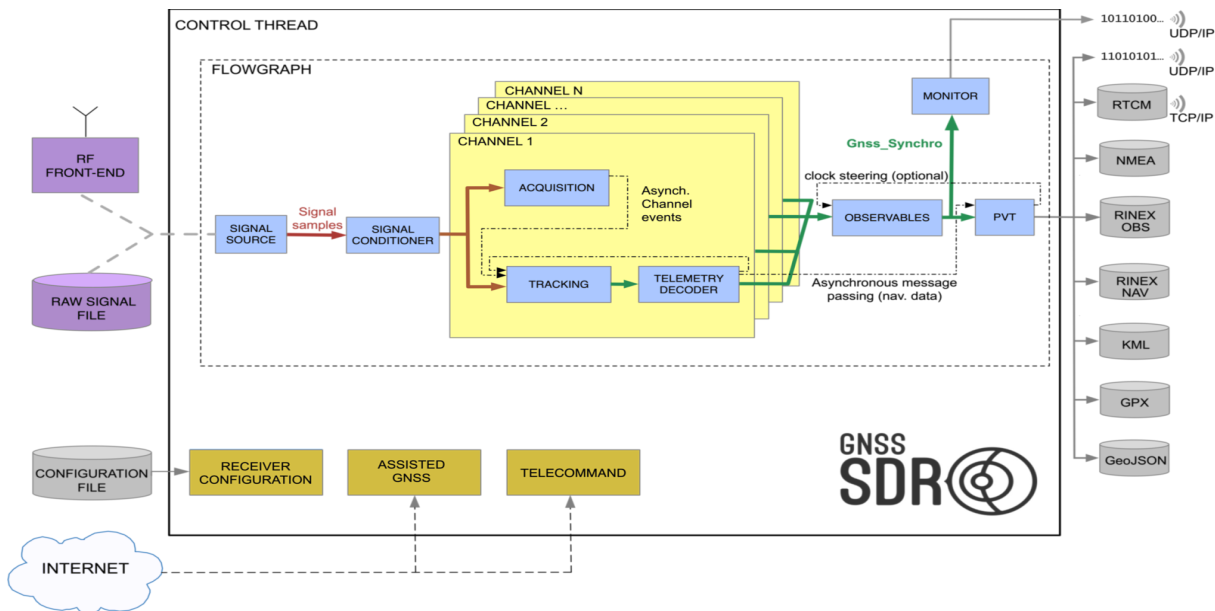 CONTROL THREAD
10110100...
UDP/IP
11010101...
UDP/IP
FLOWGRAPH
CHANNEL N
CHANNEL ...
CHANNEL 2
CHANNEL 1
MONITOR
RTCM
TCP/IP
RF
FRONT-END
Gnss_Synchro
NMEA
ACQUISITION
Asynch.
Channel
events
clock steering (optional)
Signal
samples
SIGNAL
SOURCE
SIGNAL
CONDITIONER
OBSERVABLES
PVT
RINEX
OBS
RAW SIGNAL
FILE
TRACKING
TELEMETRY
DECODER
Asynchronous message
passing (nav. data)
RINEX
NAV
KML
GPX
CONFIGURATION
FILE
RECEIVER
CONFIGURATION
ASSISTED
GNSS
TELECOMMAND
GNSS
SDR
GeoJSON
INTERNET